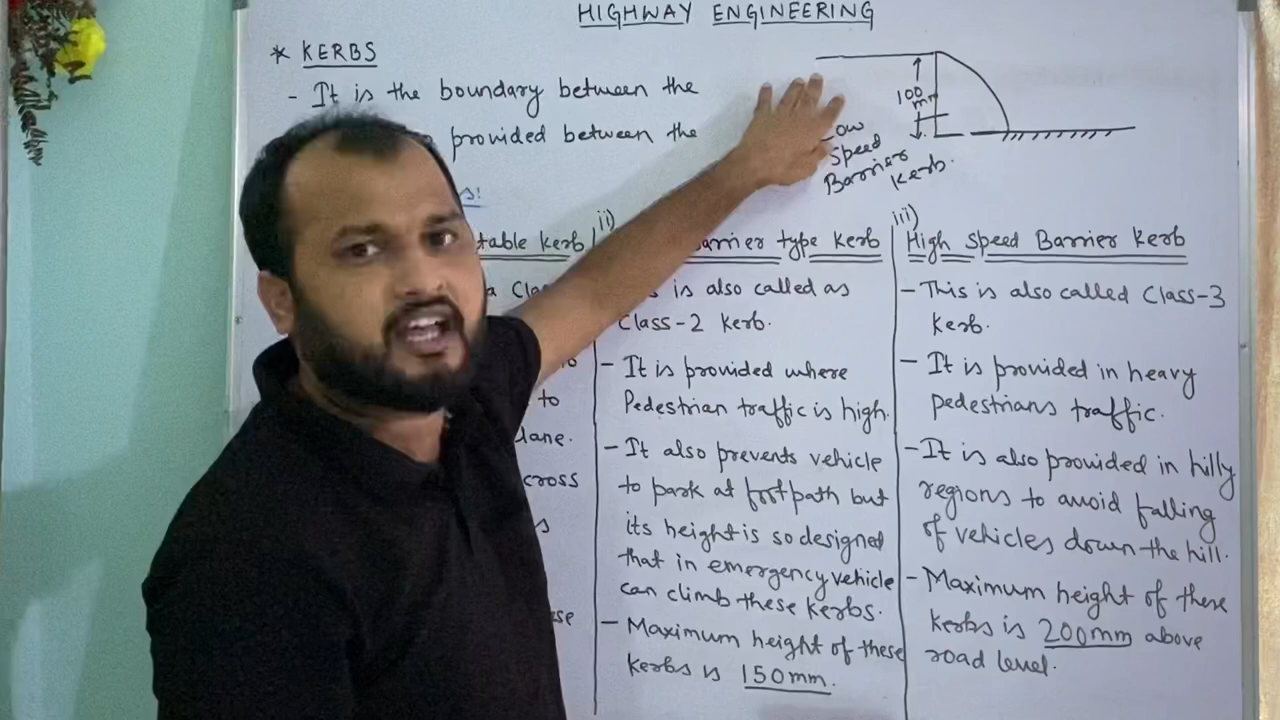 HIGHWAY ENGINEERING
* KERBS
- It is the boundary between the
provided between the
100
mm
Low
Speed
Barrier
Kerb.
s:
table kerb
a Class
to
lane.
cross
ii)
barrier type kerb
is also called as
Class-2 kerb.
- It is provided where
Pedestrian traffic is high.
- It also prevents vehicle
to park at footpath but
its height is so designed
that in emergency vehicle
can climb these kerbs.
- Maximum height of these
kerbs is 150mm.
iii)
High Speed Barrier kerb
- This is also called Class-3
kerb.
- It is provided in heavy
pedestrians traffic.
- It is also provided in hilly
regions to avoid falling
of vehicles down the hill.
- Maximum height of these
kerbs is 200mm above
road level.